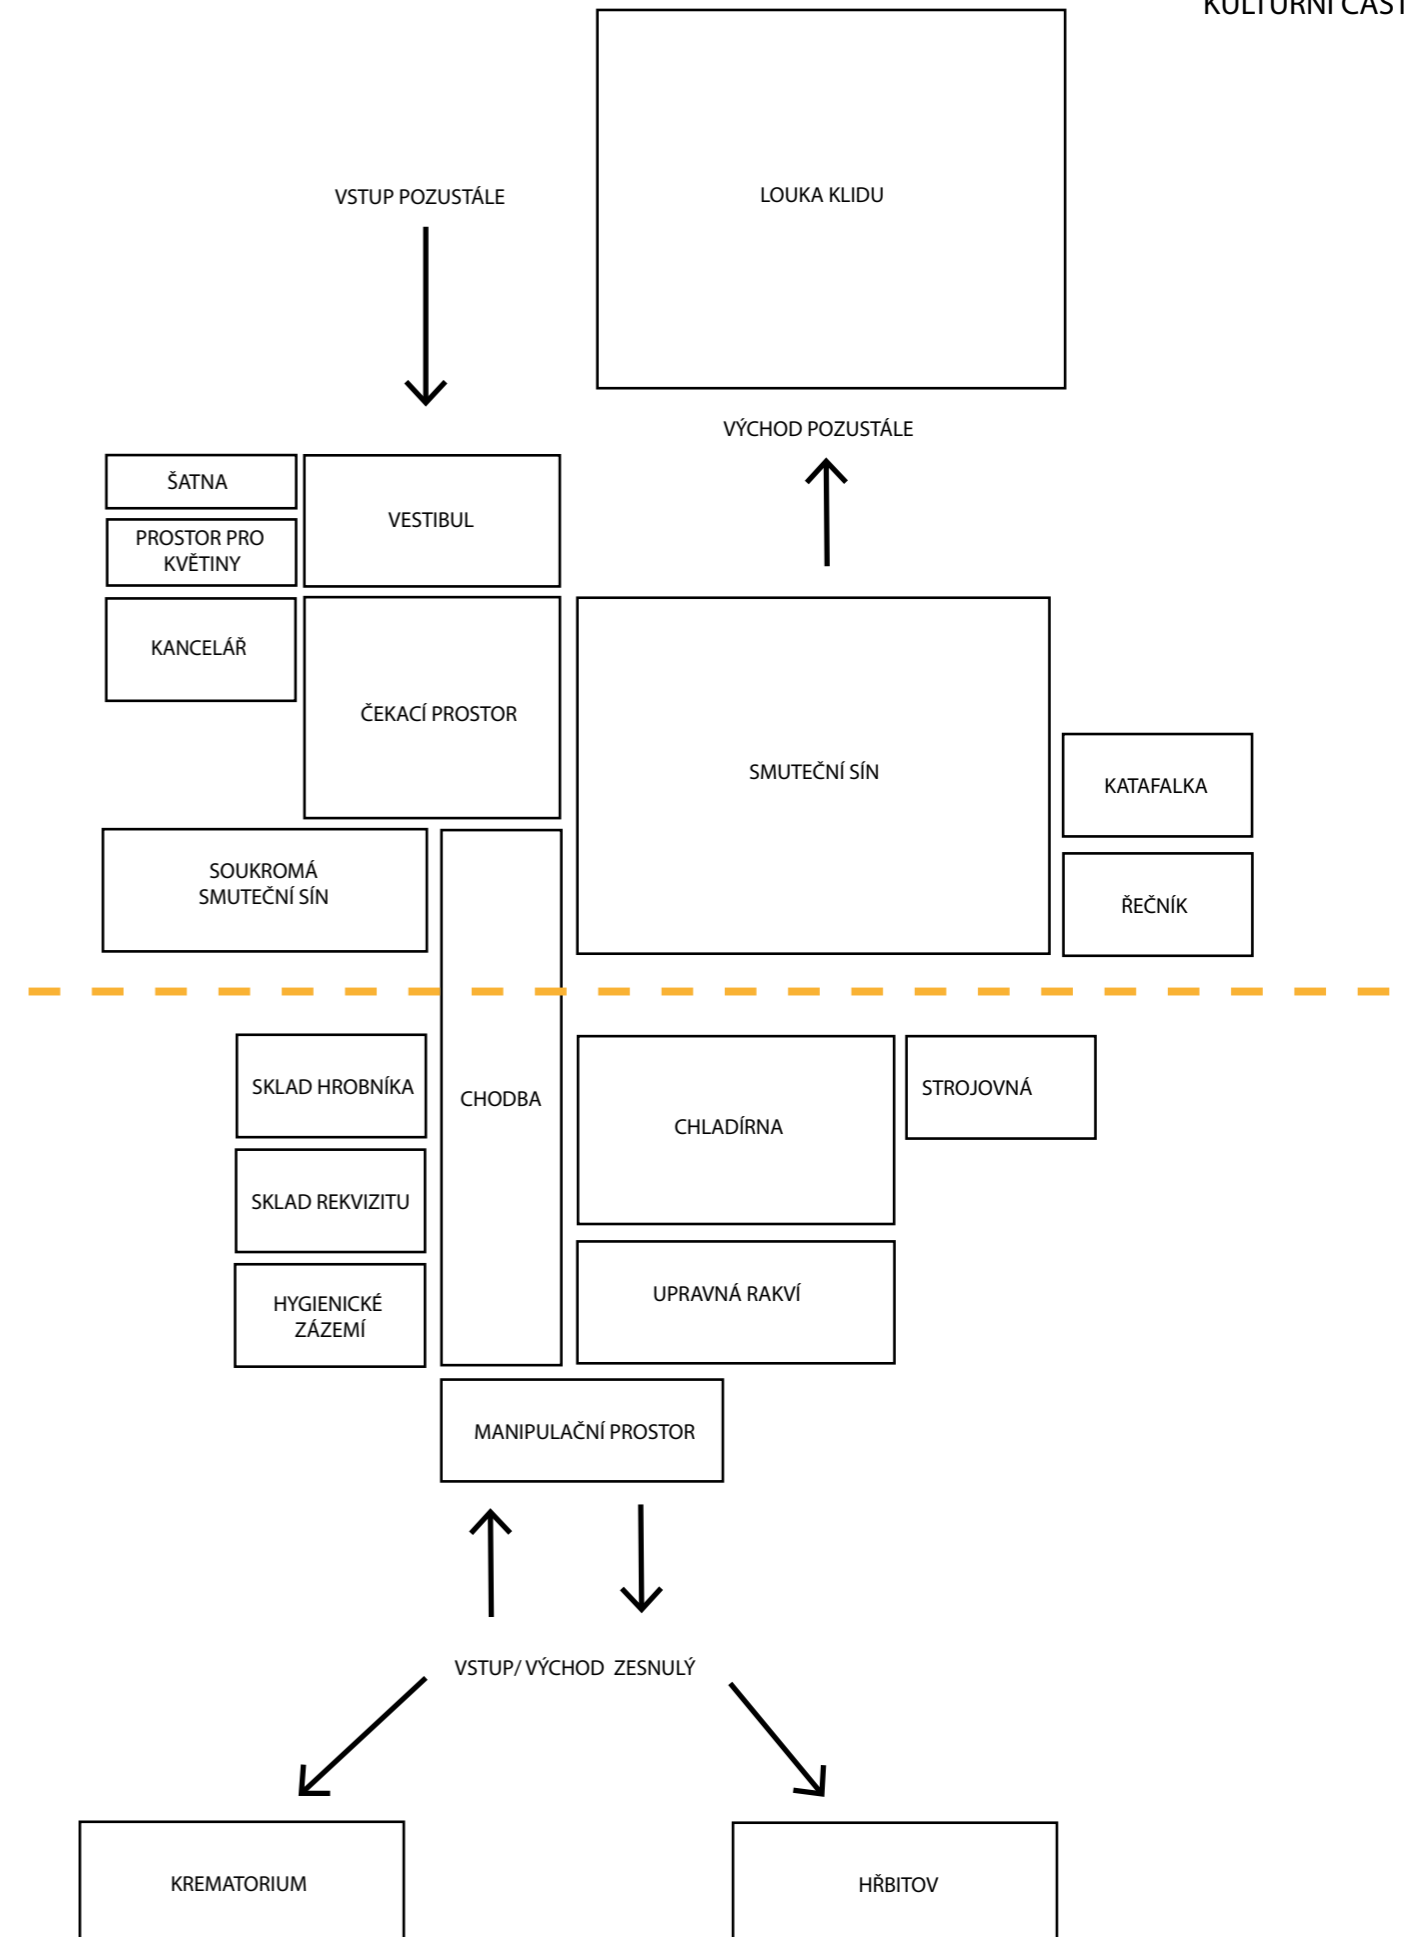 KULTURNÍ ČÁST
LOUKA KLIDU
VSTUP POZUSTÁLE
VÝCHOD POZUSTÁLE
ŠATNA
VESTIBUL
PROSTOR PRO
KVĚTINY
KANCELÁŘ
ČEKACÍ PROSTOR
SMUTEČNÍ SÍN
KATAFALKA
SOUKROMÁ
SMUTEČNÍ SÍN
ŘEČNÍK
SKLAD HROBNÍKA
CHODBA
CHLADÍRNA
STROJOVNÁ
SKLAD REKVIZITU
HYGIENICKÉ
ZÁZEMÍ
UPRAVNÁ RAKVÍ
MANIPULAČNÍ PROSTOR
VSTUP/ VÝCHOD  ZESNULÝ
KREMATORIUM
HŘBITOV